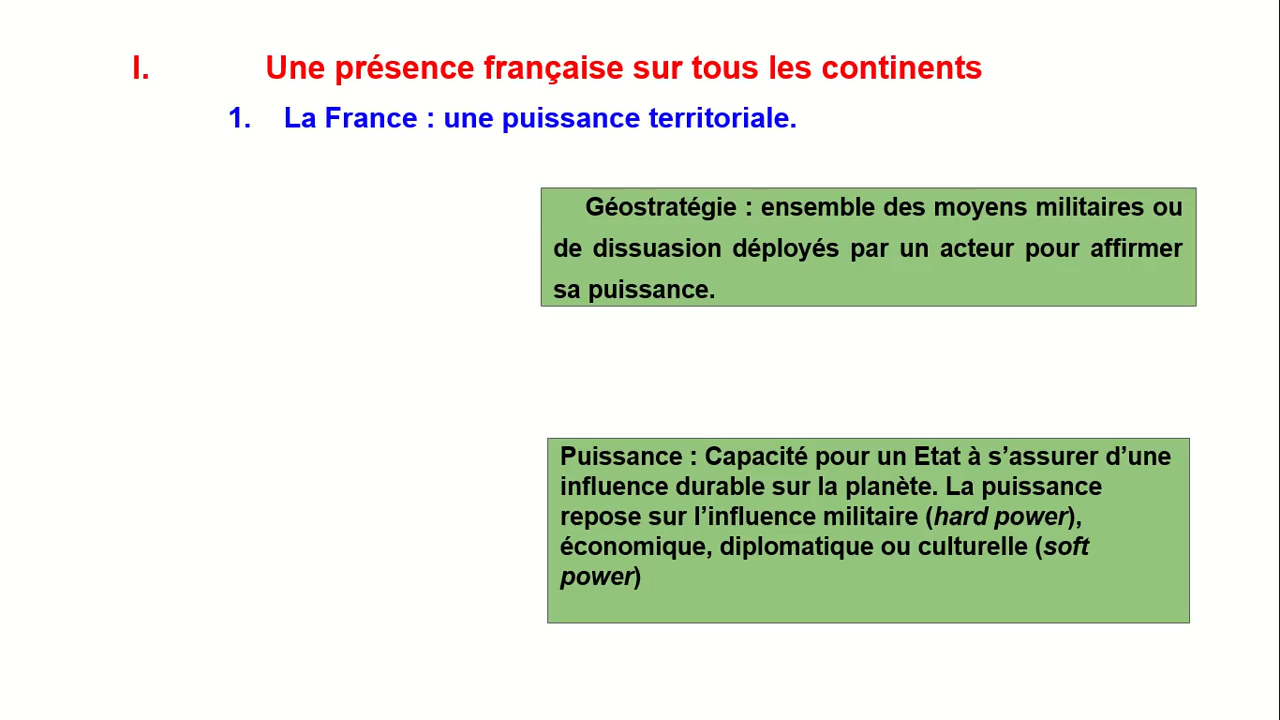 I. Une présence française sur tous les continents
1. La France : une puissance territoriale.
Géostratégie : ensemble des moyens militaires ou
de dissuasion déployés par un acteur pour affirmer
sa puissance.
Puissance : Capacité pour un Etat à s’assurer d’une
influence durable sur la planète. La puissance
repose sur l’influence militaire (hard power),
économique, diplomatique ou culturelle (soft
power)